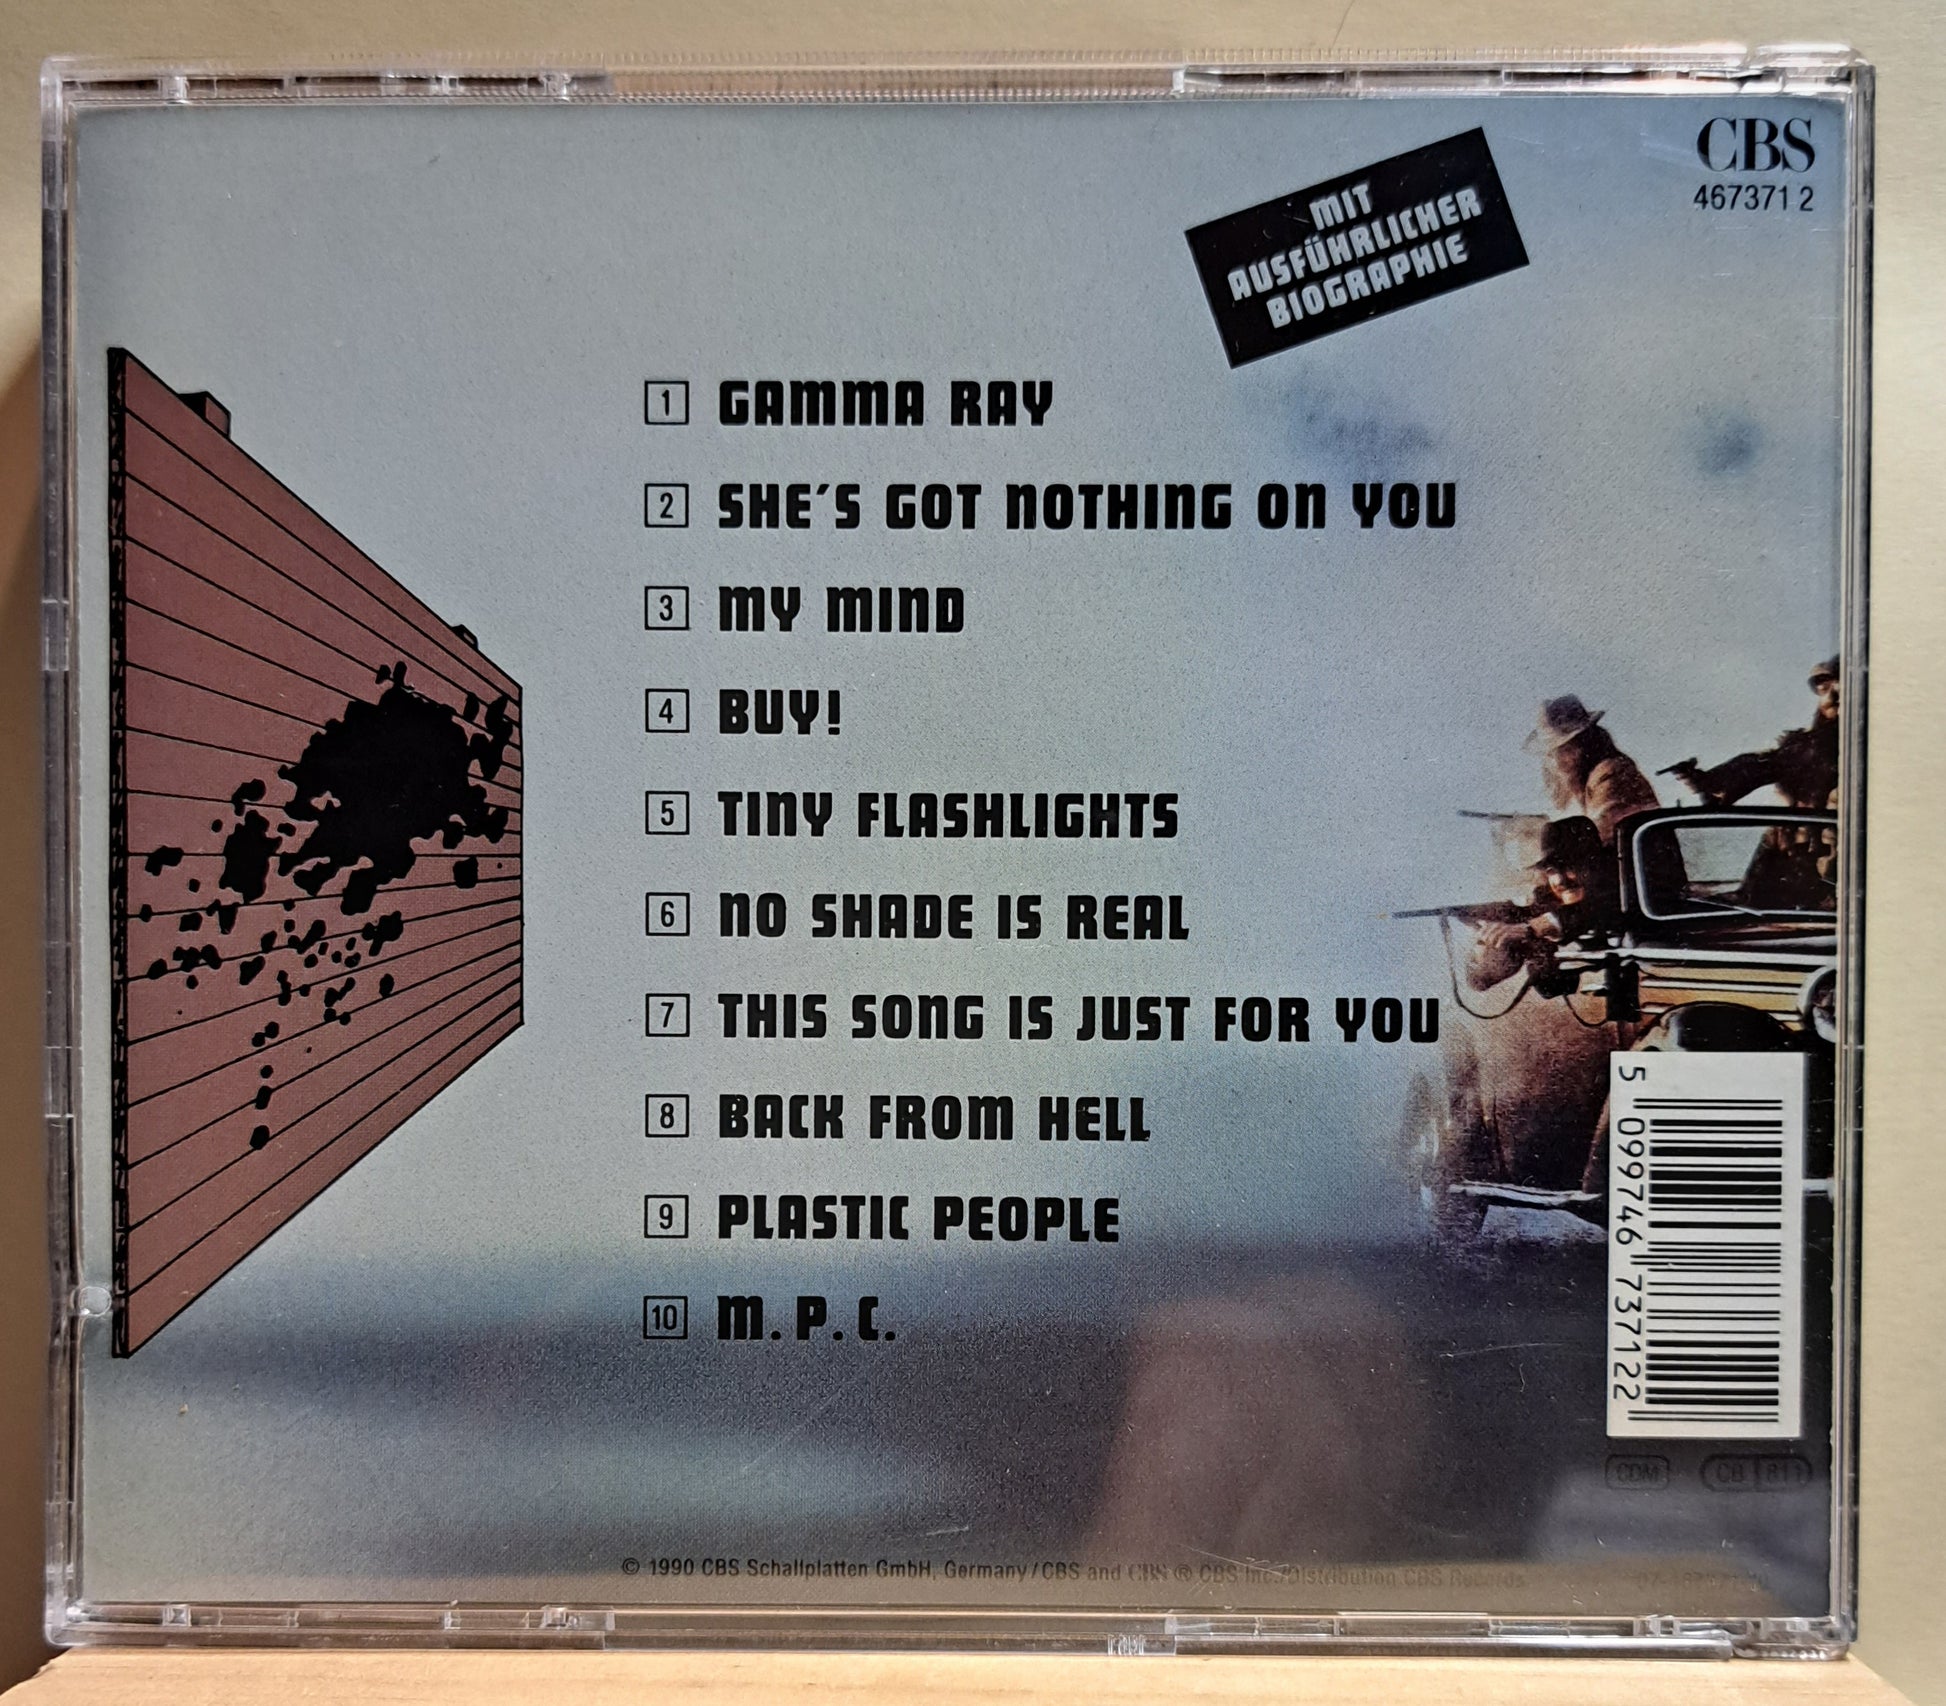 CBS
467371 2
MIT
AUSFÜHRLICHER
BIOGRAPHIE
1 GAMMA RAY
2 SHE'S GOT NOTHING ON YOU
3 MY MIND
4 BUY!
5 TINY FLASHLIGHTS
6 NO SHADE IS REAL
7 THIS SONG IS JUST FOR YOU
8 BACK FROM HELL
9 PLASTIC PEOPLE
10 M.P.C.
5 099746 737122
CDM CB 811
© 1990 CBS Schallplatten GmbH, Germany/CBS and CBS ® CBS Inc./Distribution CBS Records